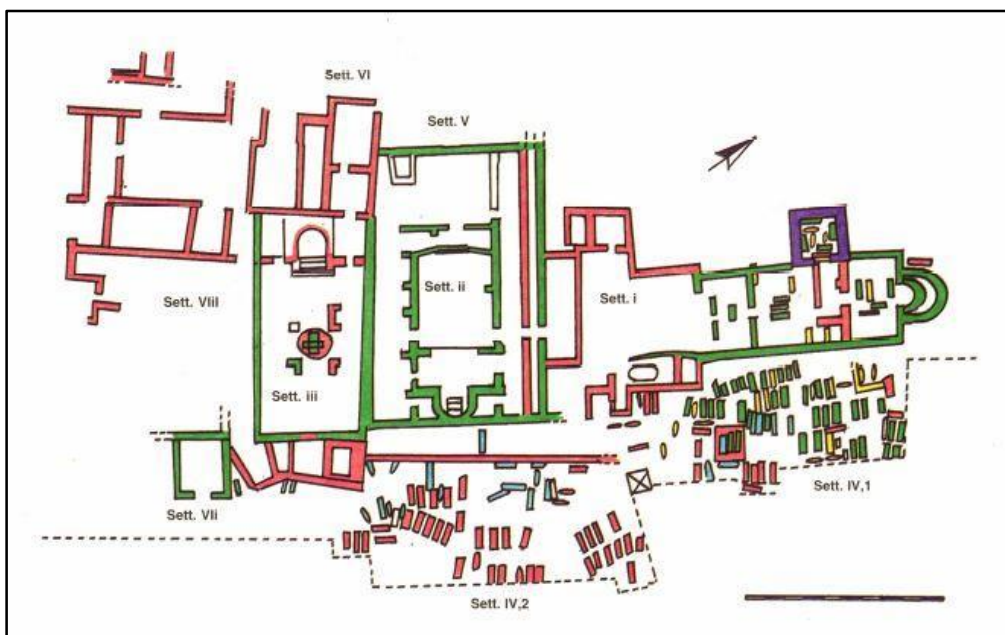 Sett. VI
Sett. V
Sett. ii
Sett. i
Sett. VIiI
Sett. iii
Sett. VIi
Sett. IV,1
Sett. IV,2